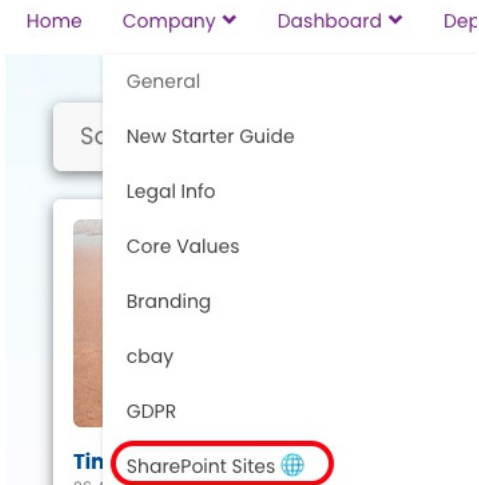 Home Company Dashboard
General
New Starter Guide
Legal Info
Core Values
Branding
cbay
GDPR
SharePoint Sites